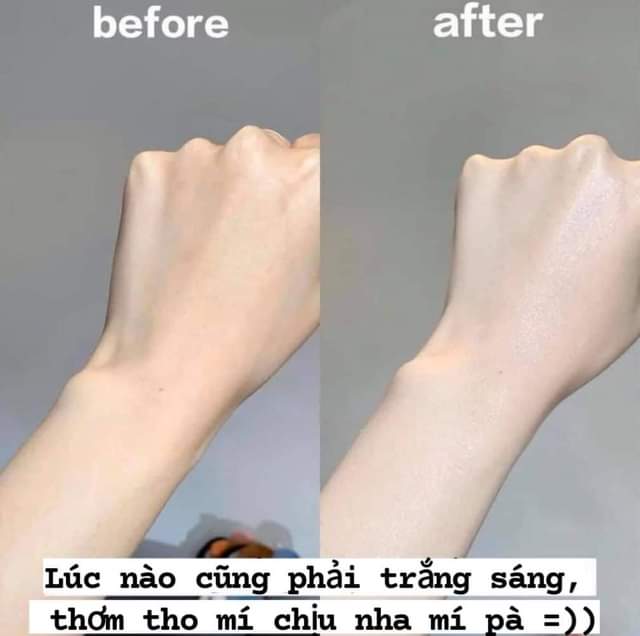 before
after
Lúc nào cũng phải trắng sáng,
thơm tho mí chịu nha mí pà =))